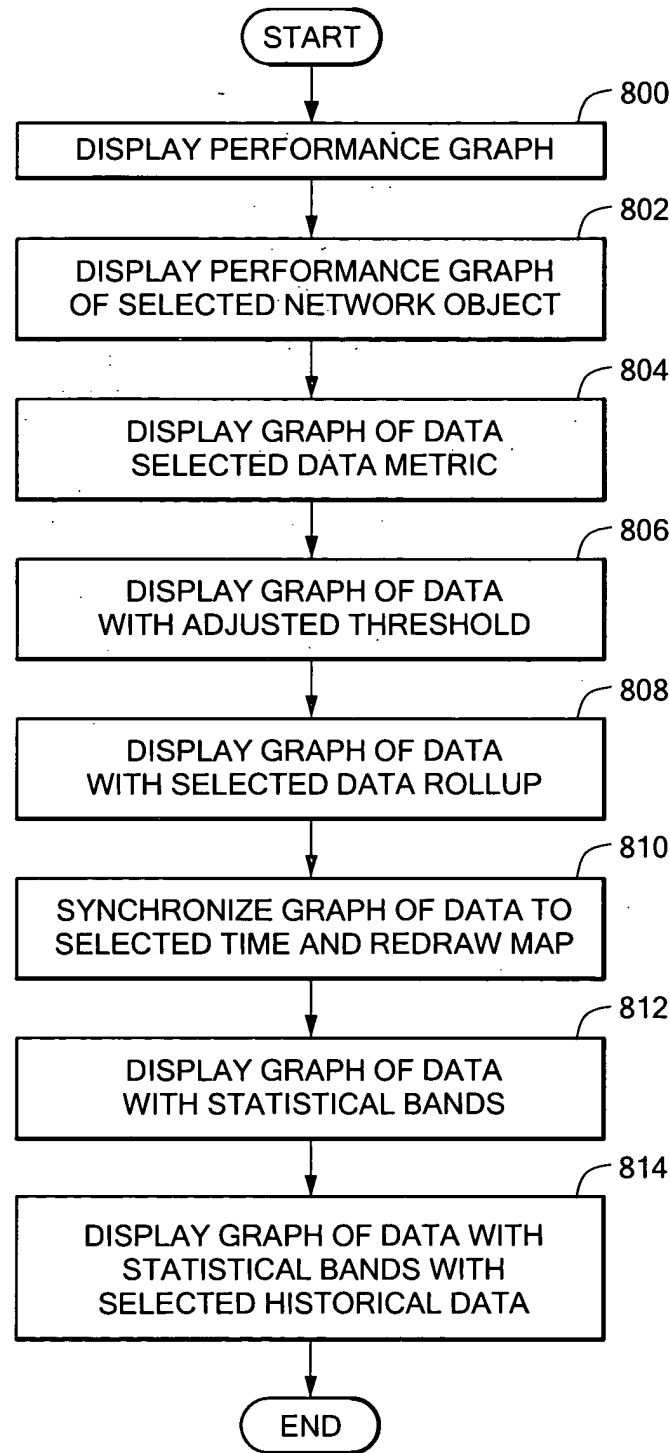 START
800
DISPLAY PERFORMANCE GRAPH
802
DISPLAY PERFORMANCE GRAPH
OF SELECTED NETWORK OBJECT
804
DISPLAY GRAPH OF DATA
SELECTED DATA METRIC
806
DISPLAY GRAPH OF DATA
WITH ADJUSTED THRESHOLD
808
DISPLAY GRAPH OF DATA
WITH SELECTED DATA ROLLUP
810
SYNCHRONIZE GRAPH OF DATA TO
SELECTED TIME AND REDRAW MAP
812
DISPLAY GRAPH OF DATA
WITH STATISTICAL BANDS
814
DISPLAY GRAPH OF DATA WITH
STATISTICAL BANDS WITH
SELECTED HISTORICAL DATA
END